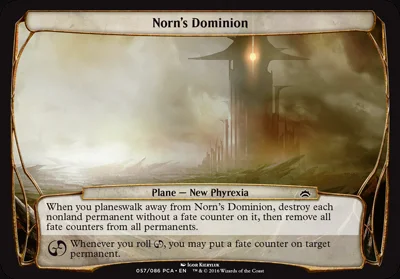 Norn's Dominion
Plane — New Phyrexia
When you planeswalk away from Norn's Dominion, destroy each
nonland permanent without a fate counter on it, then remove all
fate counters from all permanents.
Whenever you roll , you may put a fate counter on target
permanent.
Igor Kieryluk
057/086 PCA • EN ™ & © 2016 Wizards of the Coast